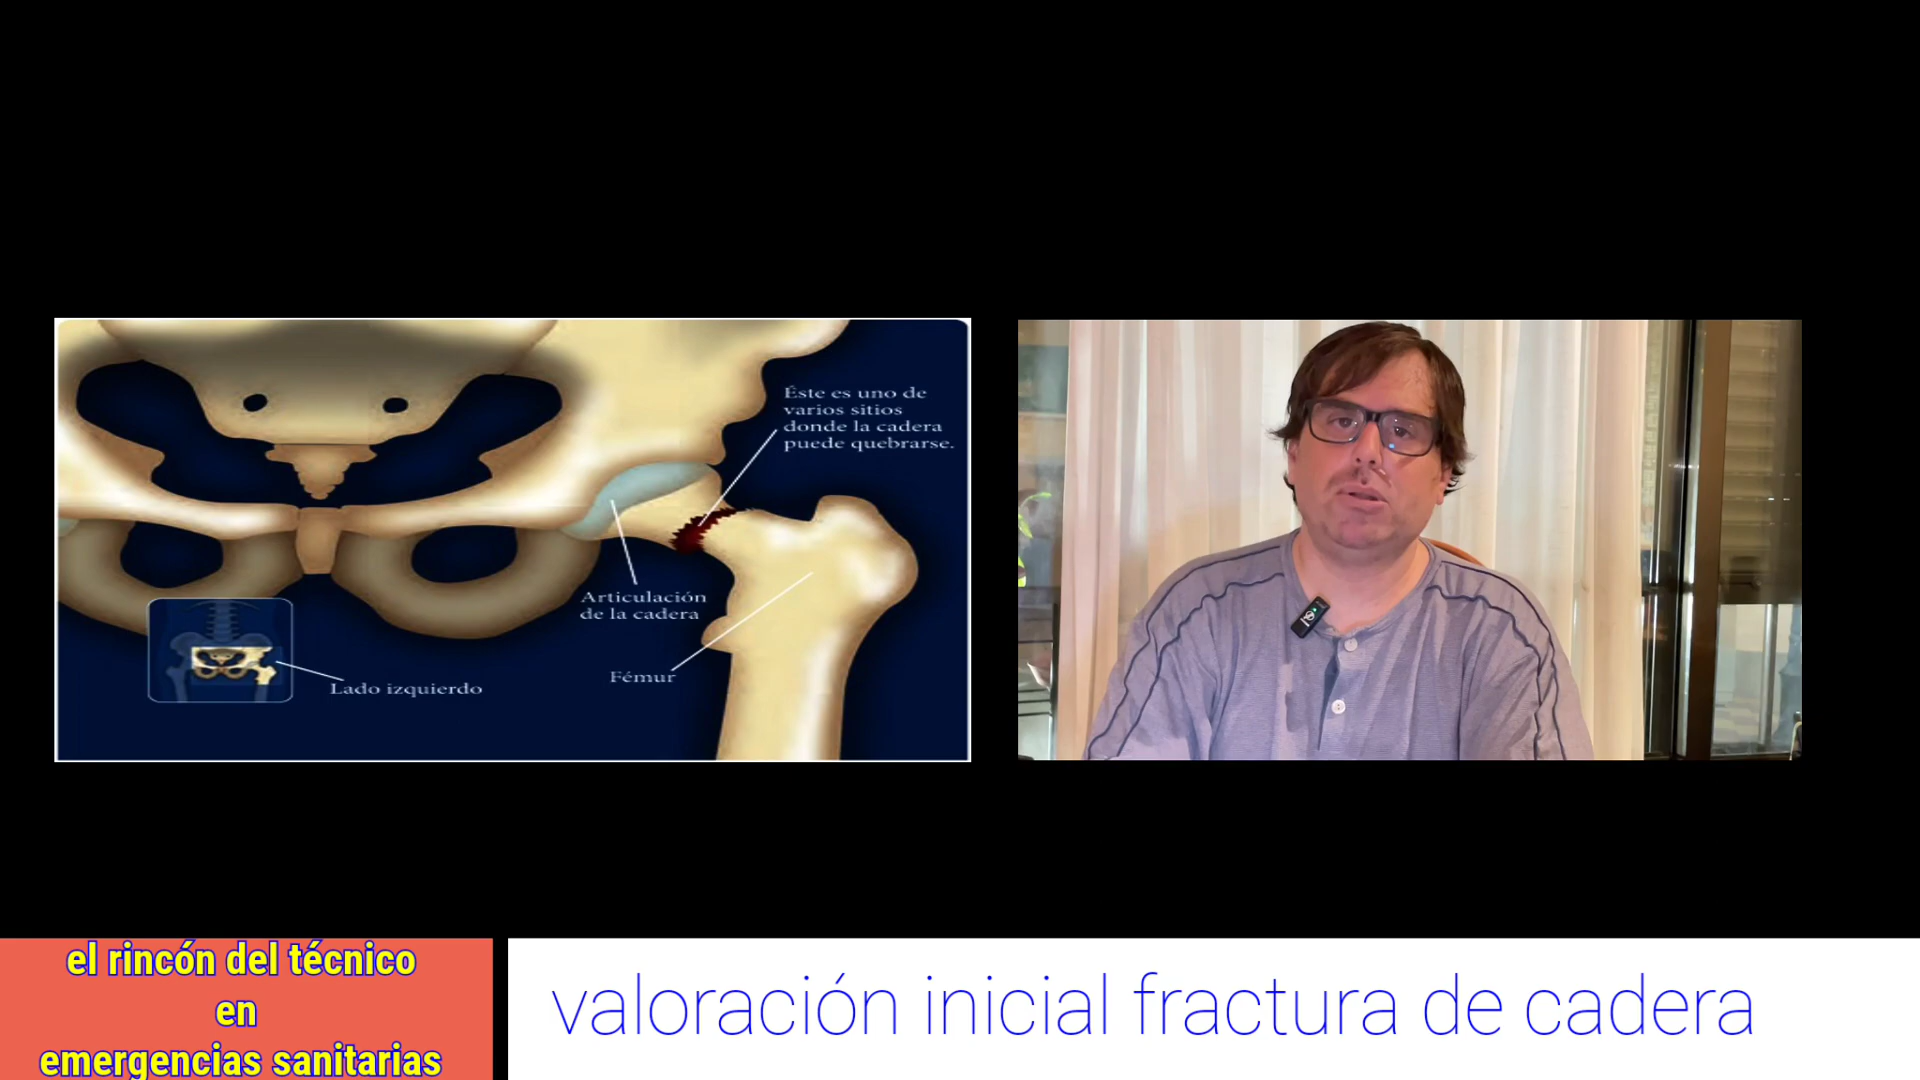 Éste es uno de
varios sitios
donde la cadera
puede quebrarse.
Articulación
de la cadera
Fémur
Lado izquierdo
el rincón del técnico
en
emergencias sanitarias
valoración inicial fractura de cadera